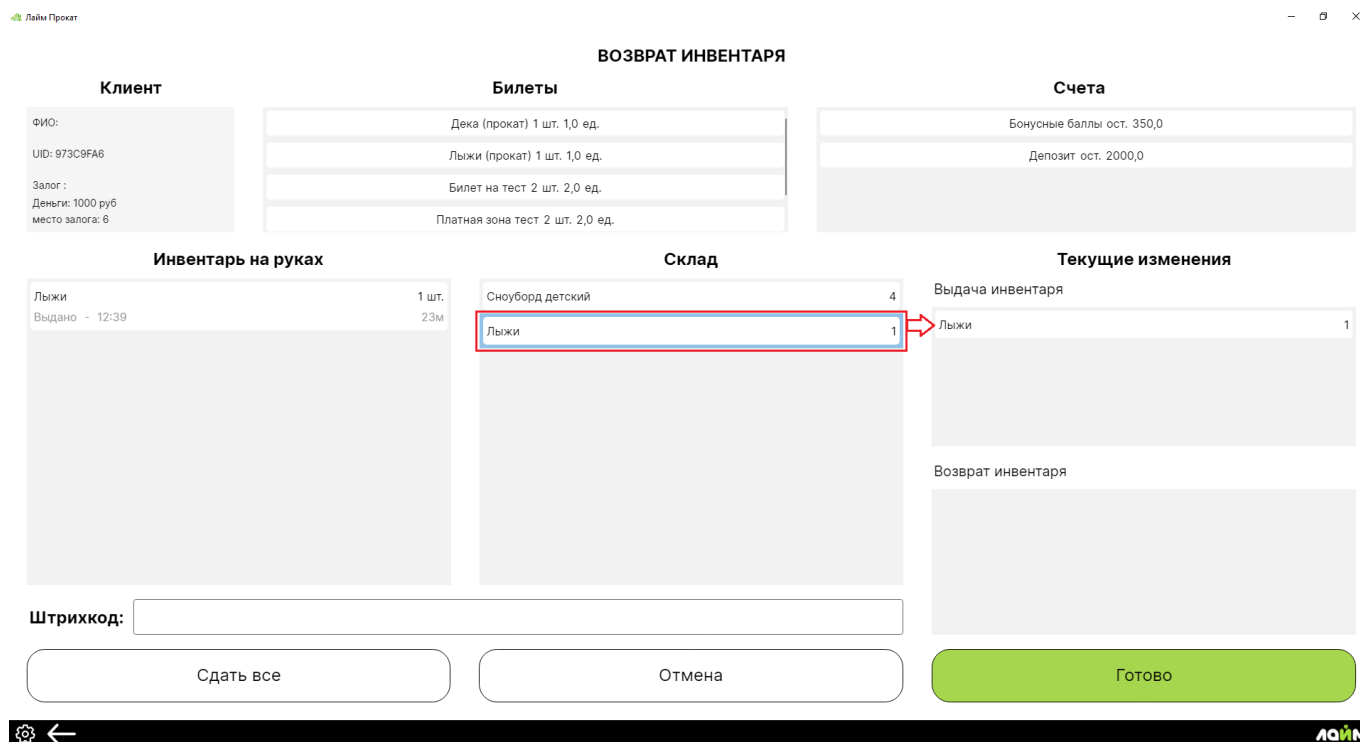 Лайм Прокат
ВОЗВРАТ ИНВЕНТАРЯ
Клиент
ФИО:
UID: 973C9FA6
Залог :
Деньги: 1000 руб
место залога: 6
Билеты
Дека (прокат) 1 шт. 1,0 ед.
Лыжи (прокат) 1 шт. 1,0 ед.
Билет на тест 2 шт. 2,0 ед.
Платная зона тест 2 шт. 2,0 ед.
Счета
Бонусные баллы ост. 350,0
Депозит ост. 2000,0
Инвентарь на руках
Лыжи 1 шт.
Выдано - 12:39 23м
Склад
Сноуборд детский 4
Лыжи 1
Текущие изменения
Выдача инвентаря
Лыжи 1
Возврат инвентаря
Штрихкод:
Сдать все
Отмена
Готово
лайм